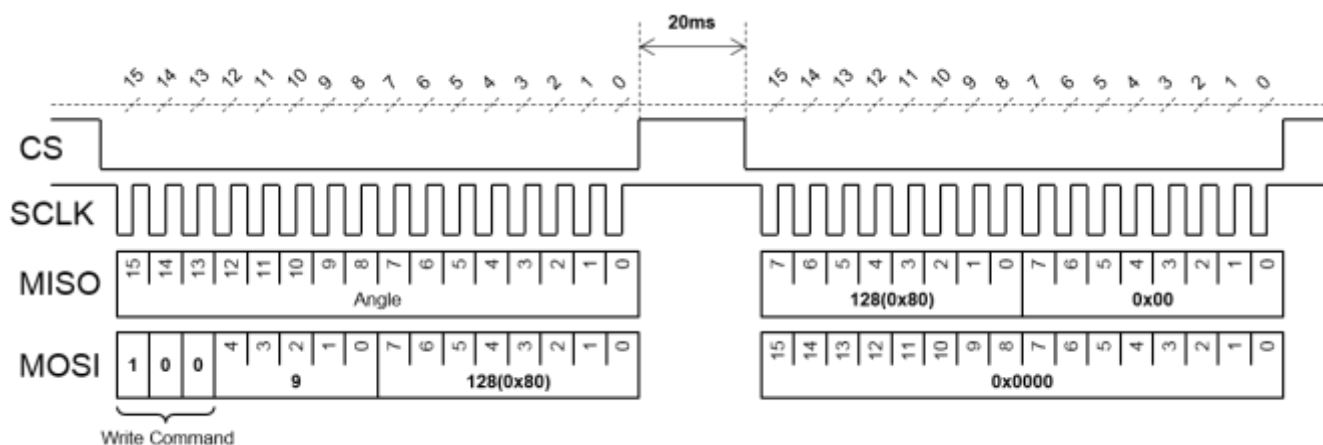 20ms
15 14 13 12 11 10 9 8 7 6 5 4 3 2 1 0 15 14 13 12 11 10 9 8 7 6 5 4 3 2 1 0
CS
SCLK
MISO 15 14 13 12 11 10 9 8 7 6 5 4 3 2 1 0 7 6 5 4 3 2 1 0 7 6 5 4 3 2 1 0
Angle 128(0x80) 0x00
MOSI 1 0 0 4 3 2 1 0 7 6 5 4 3 2 1 0 15 14 13 12 11 10 9 8 7 6 5 4 3 2 1 0
9 128(0x80) 0x0000
Write Command